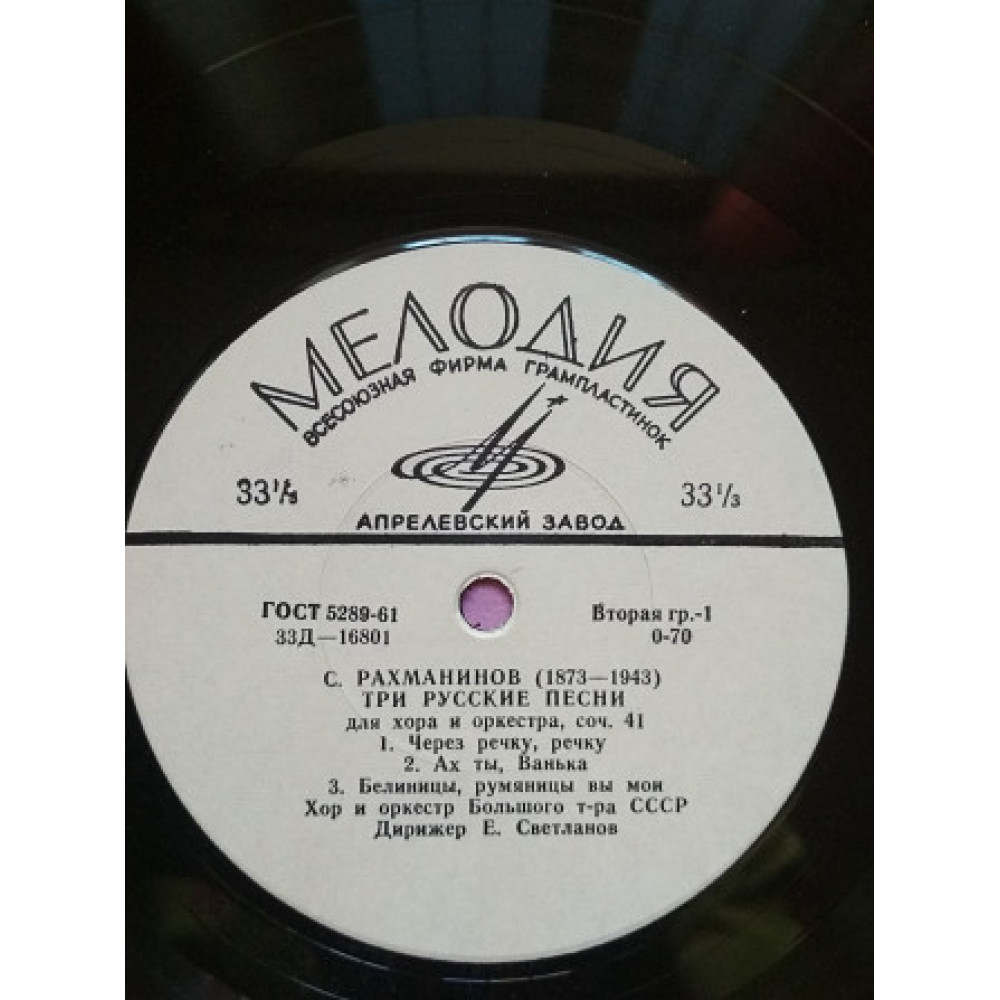 МЕЛОДИЯ
ВСЕСОЮЗНАЯ ФИРМА ГРАМПЛАСТИНОК
33⅓ 33⅓
АПРЕЛЕВСКИЙ ЗАВОД
ГОСТ 5289-61 Вторая гр.-1
33Д—16801 0-70
С. РАХМАНИНОВ (1873—1943)
ТРИ РУССКИЕ ПЕСНИ
для хора и оркестра, соч. 41
1. Через речку, речку
2. Ах ты, Ванька
3. Белиницы, румяницы вы мои
Хор и оркестр Большого т-ра СССР
Дирижер Е. Светланов